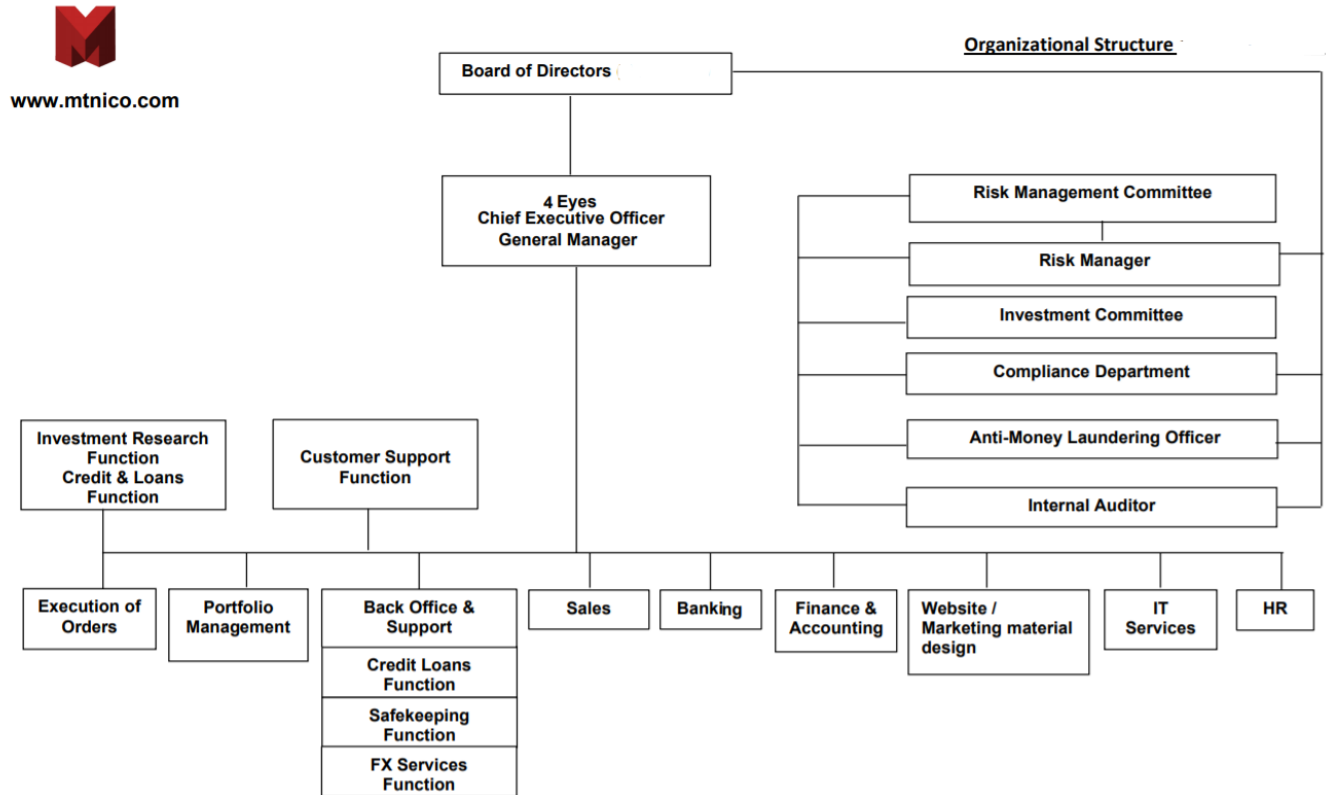 Organizational Structure
www.mtnico.com
Board of Directors
4 Eyes
Chief Executive Officer
General Manager
Risk Management Committee
Risk Manager
Investment Committee
Compliance Department
Anti-Money Laundering Officer
Internal Auditor
Investment Research
Function
Credit & Loans
Function
Customer Support
Function
Execution of
Orders
Portfolio
Management
Back Office &
Support
Credit Loans
Function
Safekeeping
Function
FX Services
Function
Sales
Banking
Finance &
Accounting
Website /
Marketing material
design
IT
Services
HR